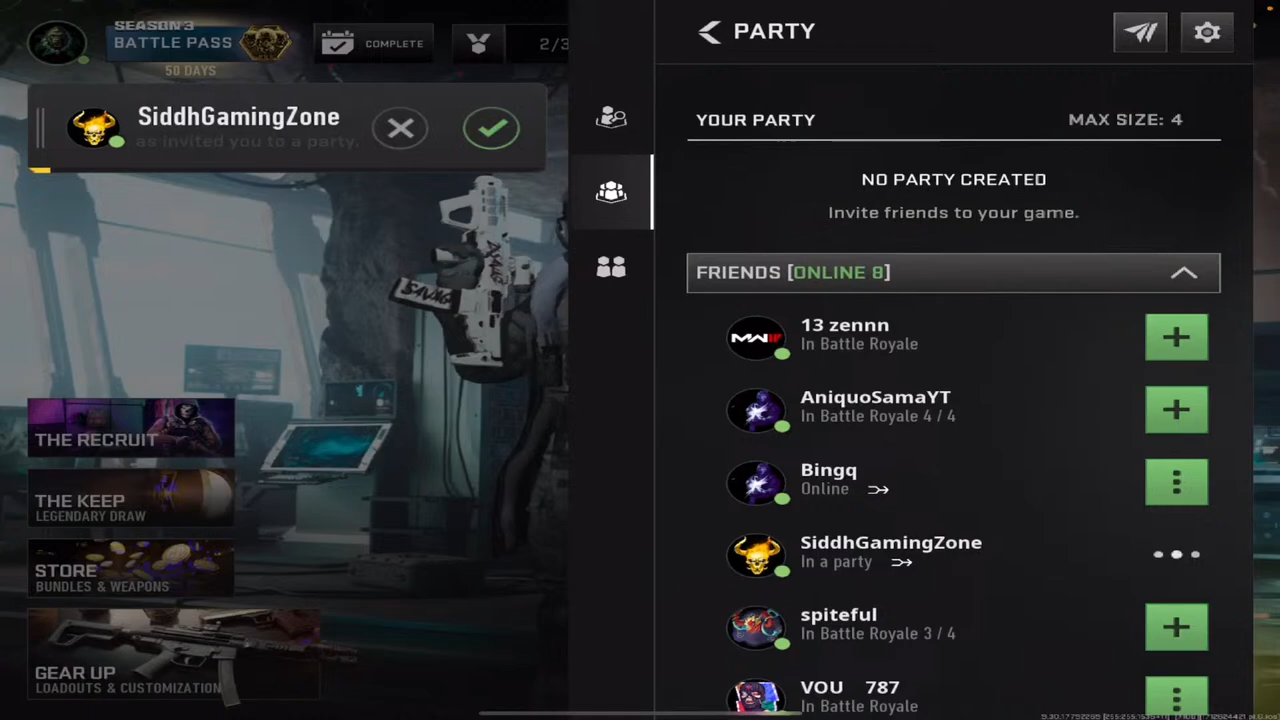 SEASON 3
BATTLE PASS
50 DAYS
COMPLETE
2/3
SiddhGamingZone
as invited you to a party.
THE RECRUIT
THE KEEP
LEGENDARY DRAW
STORE
BUNDLES & WEAPONS
GEAR UP
LOADOUTS & CUSTOMIZATION
SAVAG
PARTY
YOUR PARTY
MAX SIZE: 4
NO PARTY CREATED
Invite friends to your game.
FRIENDS [ONLINE 8]
MWIII
13 zennn
In Battle Royale
AniquoSamaYT
In Battle Royale 4 / 4
Bingq
Online
SiddhGamingZone
In a party
spiteful
In Battle Royale 3 / 4
VOU 787
In Battle Royale